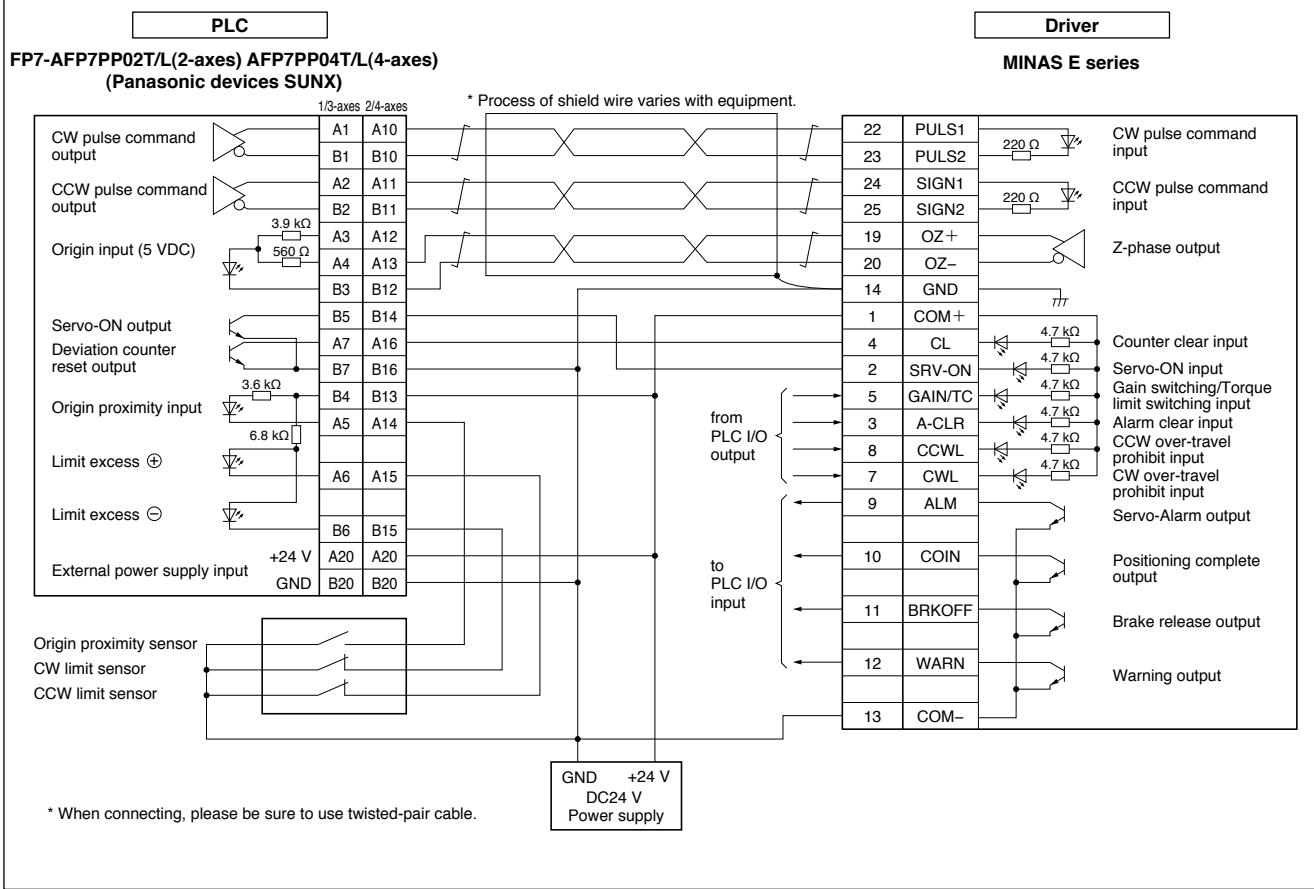 PLC
Driver
FP7-AFP7PP02T/L(2-axes) AFP7PP04T/L(4-axes)
(Panasonic devices SUNX)
MINAS E series
1/3-axes 2/4-axes
* Process of shield wire varies with equipment.
CW pulse command
output
A1 A10
B1 B10
22 PULS1
23 PULS2
220 Ω
CW pulse command
input
CCW pulse command
output
A2 A11
B2 B11
24 SIGN1
25 SIGN2
220 Ω
CCW pulse command
input
Origin input (5 VDC)
3.9 kΩ
560 Ω
A3 A12
A4 A13
B3 B12
19 OZ+
20 OZ−
14 GND
Z-phase output
Servo-ON output
B5 B14
1 COM+
Deviation counter
reset output
A7 A16
B7 B16
4 CL
4.7 kΩ
Counter clear input
2 SRV-ON
4.7 kΩ
Servo-ON input
Origin proximity input
3.6 kΩ
6.8 kΩ
B4 B13
A5 A14
from
PLC I/O
output
5 GAIN/TC
4.7 kΩ
Gain switching/Torque
limit switching input
3 A-CLR
4.7 kΩ
Alarm clear input
Limit excess ⊕
A6 A15
8 CCWL
4.7 kΩ
CCW over-travel
prohibit input
7 CWL
4.7 kΩ
CW over-travel
prohibit input
Limit excess ⊖
B6 B15
9 ALM
Servo-Alarm output
External power supply input
+24 V A20 A20
GND B20 B20
to
PLC I/O
input
10 COIN
Positioning complete
output
11 BRKOFF
Brake release output
Origin proximity sensor
CW limit sensor
CCW limit sensor
12 WARN
Warning output
13 COM−
GND +24 V
DC24 V
Power supply
* When connecting, please be sure to use twisted-pair cable.